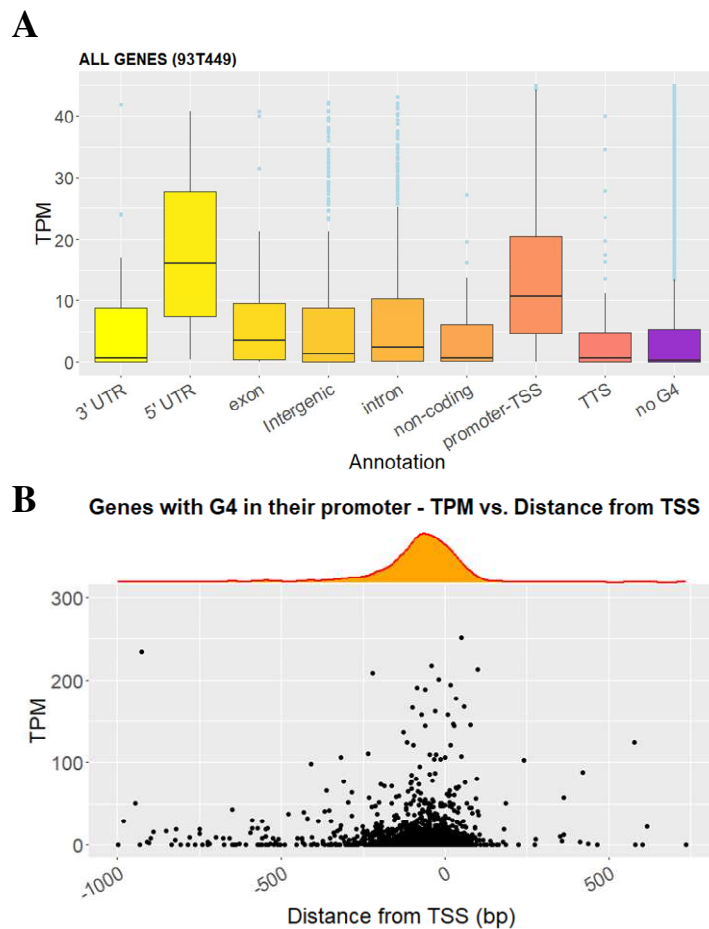 A
ALL GENES (93T449)
TPM
40
30
20
10
0
3' UTR
5' UTR
exon
Intergenic
intron
non-coding
promoter-TSS
TTS
no G4
Annotation
B
Genes with G4 in their promoter - TPM vs. Distance from TSS
TPM
300
200
100
0
-1000
-500
0
500
Distance from TSS (bp)